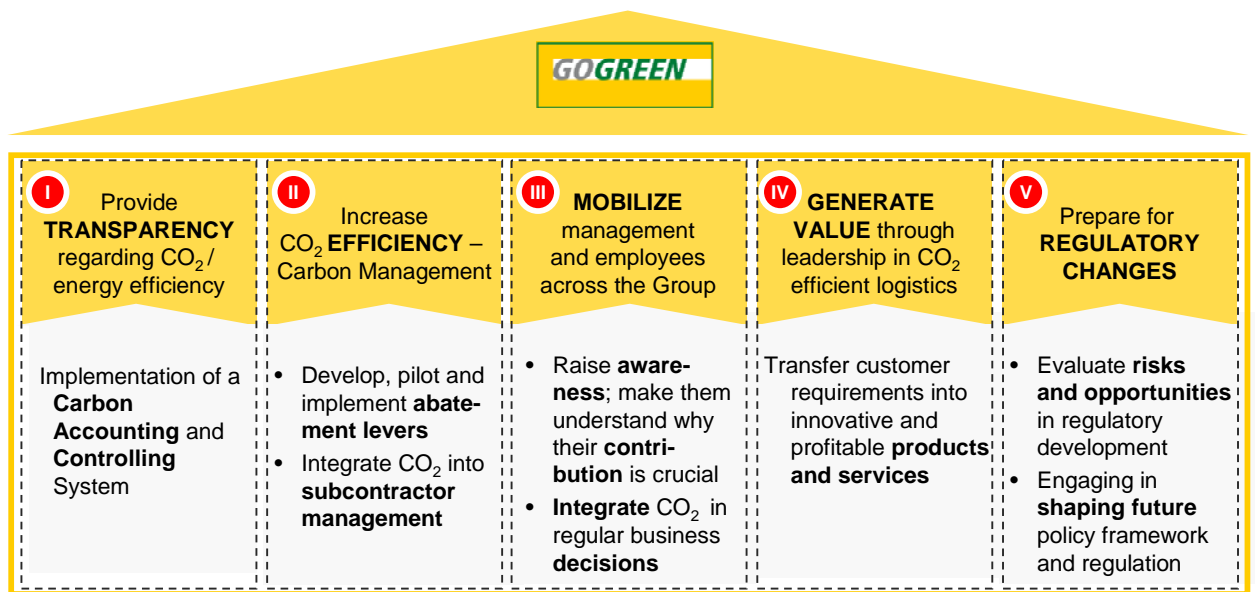 GOGREEN
I
Provide
TRANSPARENCY
regarding CO2 /
energy efficiency
Implementation of a
Carbon
Accounting and
Controlling
System
II
Increase
CO2 EFFICIENCY –
Carbon Management
• Develop, pilot and
implement abate-
ment levers
• Integrate CO2 into
subcontractor
management
III
MOBILIZE
management
and employees
across the Group
• Raise aware-
ness; make them
understand why
their contri-
bution is crucial
• Integrate CO2 in
regular business
decisions
IV
GENERATE
VALUE through
leadership in CO2
efficient logistics
Transfer customer
requirements into
innovative and
profitable products
and services
V
Prepare for
REGULATORY
CHANGES
• Evaluate risks
and opportunities
in regulatory
development
• Engaging in
shaping future
policy framework
and regulation